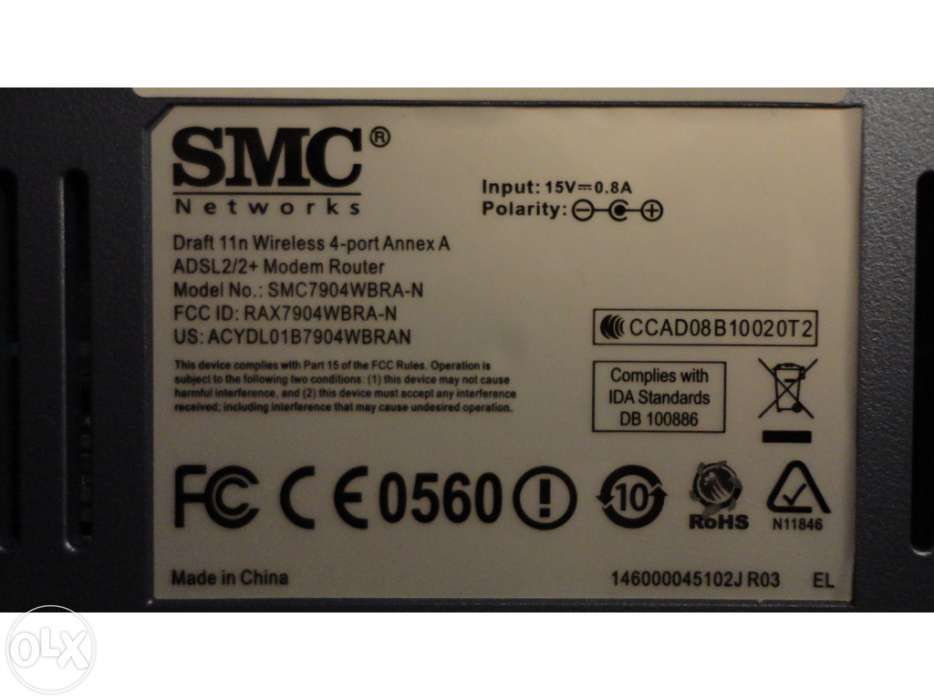 SMC®
Networks
Input: 15V⎓0.8A
Polarity:
Draft 11n Wireless 4-port Annex A
ADSL2/2+ Modem Router
Model No.: SMC7904WBRA-N
FCC ID: RAX7904WBRA-N
US: ACYDL01B7904WBRAN
This device complies with Part 15 of the FCC Rules. Operation is
subject to the following two conditions: (1) this device may not cause
harmful interference, and (2) this device must accept any interference
received, including interference that may cause undesired operation.
CCAD08B10020T2
Complies with
IDA Standards
DB 100886
FC CE0560 ! 10 RoHS N11846
Made in China
146000045102J R03 EL
OLX